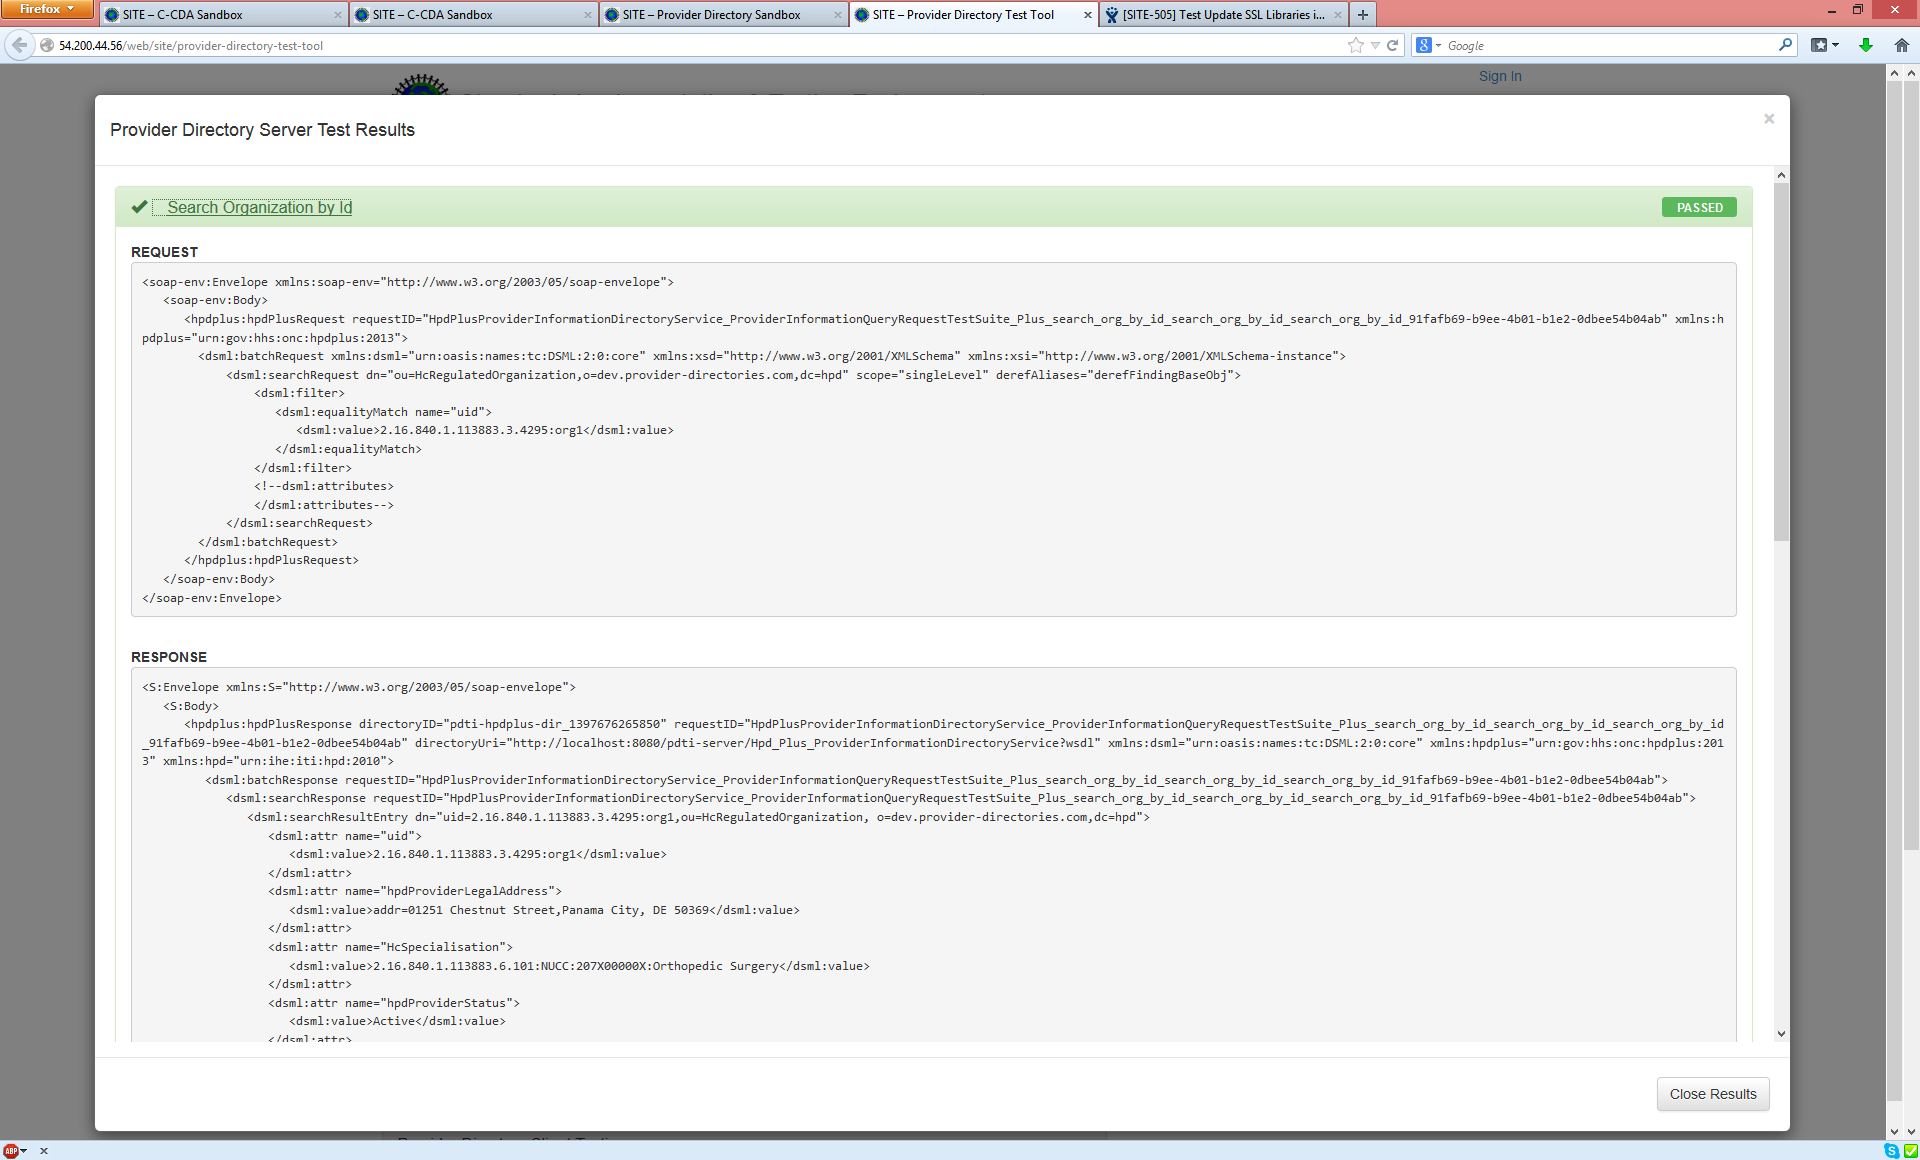 Firefox
SITE – C-CDA Sandbox
SITE – C-CDA Sandbox
SITE – Provider Directory Sandbox
SITE – Provider Directory Test Tool
[SITE-505] Test Update SSL Libraries i...
54.200.44.56/web/site/provider-directory-test-tool
Google
Sign In
Provider Directory Server Test Results
Search Organization by Id
PASSED
REQUEST
<soap-env:Envelope xmlns:soap-env="http://www.w3.org/2003/05/soap-envelope">
<soap-env:Body>
<hpdplus:hpdPlusRequest requestID="HpdPlusProviderInformationDirectoryService_ProviderInformationQueryRequestTestSuite_Plus_search_org_by_id_search_org_by_id_search_org_by_id_91fafb69-b9ee-4b01-b1e2-0dbee54b04ab" xmlns:h
pdplus="urn:gov:hhs:onc:hpdplus:2013">
<dsml:batchRequest xmlns:dsml="urn:oasis:names:tc:DSML:2:0:core" xmlns:xsd="http://www.w3.org/2001/XMLSchema" xmlns:xsi="http://www.w3.org/2001/XMLSchema-instance">
<dsml:searchRequest dn="ou=HcRegulatedOrganization,o=dev.provider-directories.com,dc=hpd" scope="singleLevel" derefAliases="derefFindingBaseObj">
<dsml:filter>
<dsml:equalityMatch name="uid">
<dsml:value>2.16.840.1.113883.3.4295:org1</dsml:value>
</dsml:equalityMatch>
</dsml:filter>
<!--dsml:attributes>
</dsml:attributes-->
</dsml:searchRequest>
</dsml:batchRequest>
</hpdplus:hpdPlusRequest>
</soap-env:Body>
</soap-env:Envelope>
RESPONSE
<S:Envelope xmlns:S="http://www.w3.org/2003/05/soap-envelope">
<S:Body>
<hpdplus:hpdPlusResponse directoryID="pdti-hpdplus-dir_1397676265850" requestID="HpdPlusProviderInformationDirectoryService_ProviderInformationQueryRequestTestSuite_Plus_search_org_by_id_search_org_by_id_search_org_by_id
_91fafb69-b9ee-4b01-b1e2-0dbee54b04ab" directoryUri="http://localhost:8080/pdti-server/Hpd_Plus_ProviderInformationDirectoryService?wsdl" xmlns:dsml="urn:oasis:names:tc:DSML:2:0:core" xmlns:hpdplus="urn:gov:hhs:onc:hpdplus:201
3" xmlns:hpd="urn:ihe:iti:hpd:2010">
<dsml:batchResponse requestID="HpdPlusProviderInformationDirectoryService_ProviderInformationQueryRequestTestSuite_Plus_search_org_by_id_search_org_by_id_search_org_by_id_91fafb69-b9ee-4b01-b1e2-0dbee54b04ab">
<dsml:searchResponse requestID="HpdPlusProviderInformationDirectoryService_ProviderInformationQueryRequestTestSuite_Plus_search_org_by_id_search_org_by_id_search_org_by_id_91fafb69-b9ee-4b01-b1e2-0dbee54b04ab">
<dsml:searchResultEntry dn="uid=2.16.840.1.113883.3.4295:org1,ou=HcRegulatedOrganization, o=dev.provider-directories.com,dc=hpd">
<dsml:attr name="uid">
<dsml:value>2.16.840.1.113883.3.4295:org1</dsml:value>
</dsml:attr>
<dsml:attr name="hpdProviderLegalAddress">
<dsml:value>addr=01251 Chestnut Street,Panama City, DE 50369</dsml:value>
</dsml:attr>
<dsml:attr name="HcSpecialisation">
<dsml:value>2.16.840.1.113883.6.101:NUCC:207X00000X:Orthopedic Surgery</dsml:value>
</dsml:attr>
<dsml:attr name="hpdProviderStatus">
<dsml:value>Active</dsml:value>
</dsml:attr>
Close Results
ABP